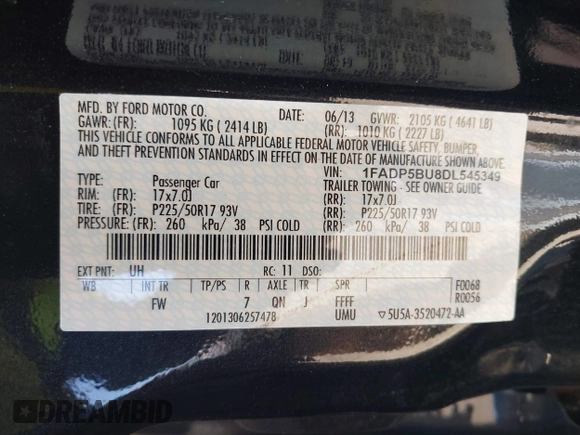 MFD. BY FORD MOTOR CO. DATE: 06/13 GVWR: 2105 KG ( 4641 LB)
GAWR: (FR): 1095 KG ( 2414 LB) (RR): 1010 KG ( 2227 LB)
THIS VEHICLE CONFORMS TO ALL APPLICABLE FEDERAL MOTOR VEHICLE SAFETY, BUMPER,
AND THEFT PREVENTION STANDARDS IN EFFECT ON THE DATE OF MANUFACTURE SHOWN ABOVE.
VIN: 1FADP5BU8DL545349
TYPE: Passenger Car TRAILER TOWING - SEE OWNER GUIDE
RIM: (FR): 17x7.0J (RR): 17x7.0J
TIRE: (FR): P225/50R17 93V (RR): P225/50R17 93V
PRESSURE: (FR): 260 kPa/ 38 PSI COLD (RR): 260 kPa/ 38 PSI COLD
EXT PNT: UH RC: 11 DSO:
WB INT TR TP/PS R AXLE TR SPR F0068
FW 7 QN J FFFF R0056
1201306257478 UMU ▽5U5A-3520472-AA
DREAMBID